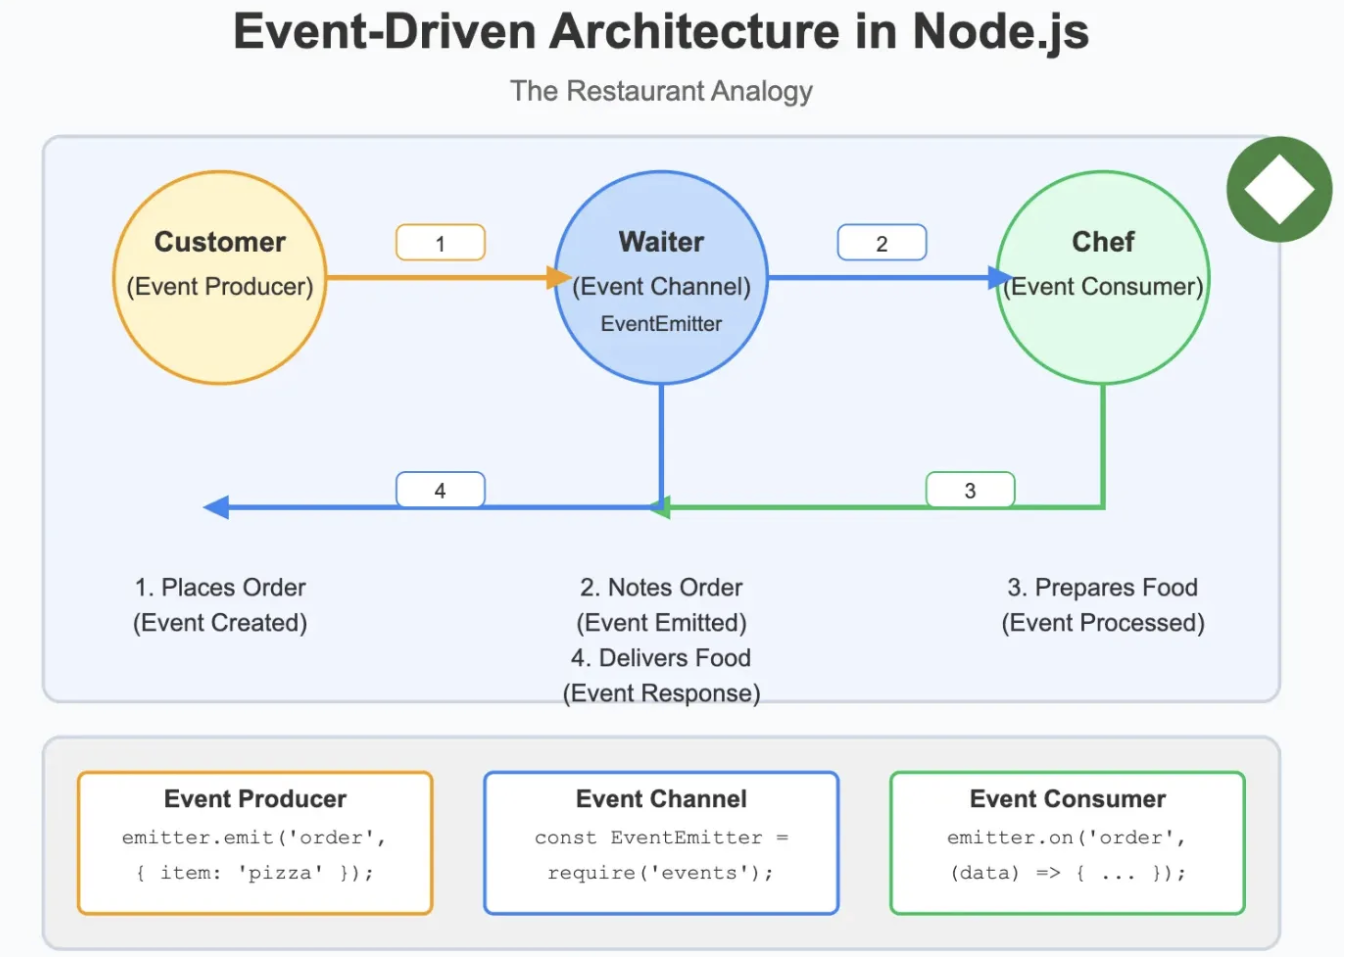 Event-Driven Architecture in Node.js
The Restaurant Analogy
Customer
(Event Producer)
1
Waiter
(Event Channel)
EventEmitter
2
Chef
(Event Consumer)
4
3
1. Places Order
(Event Created)
2. Notes Order
(Event Emitted)
4. Delivers Food
(Event Response)
3. Prepares Food
(Event Processed)
Event Producer
emitter.emit('order',
{ item: 'pizza' });
Event Channel
const EventEmitter =
require('events');
Event Consumer
emitter.on('order',
(data) => { ... });